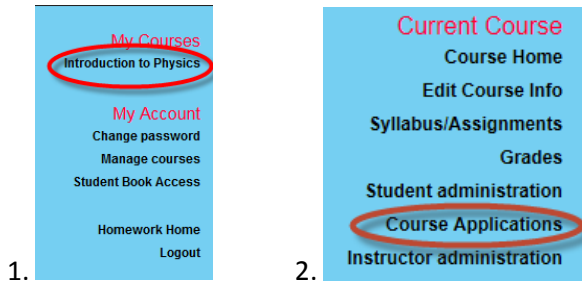 My Courses
Introduction to Physics
My Account
Change password
Manage courses
Student Book Access
Homework Home
Logout
1.
Current Course
Course Home
Edit Course Info
Syllabus/Assignments
Grades
Student administration
Course Applications
Instructor administration
2.